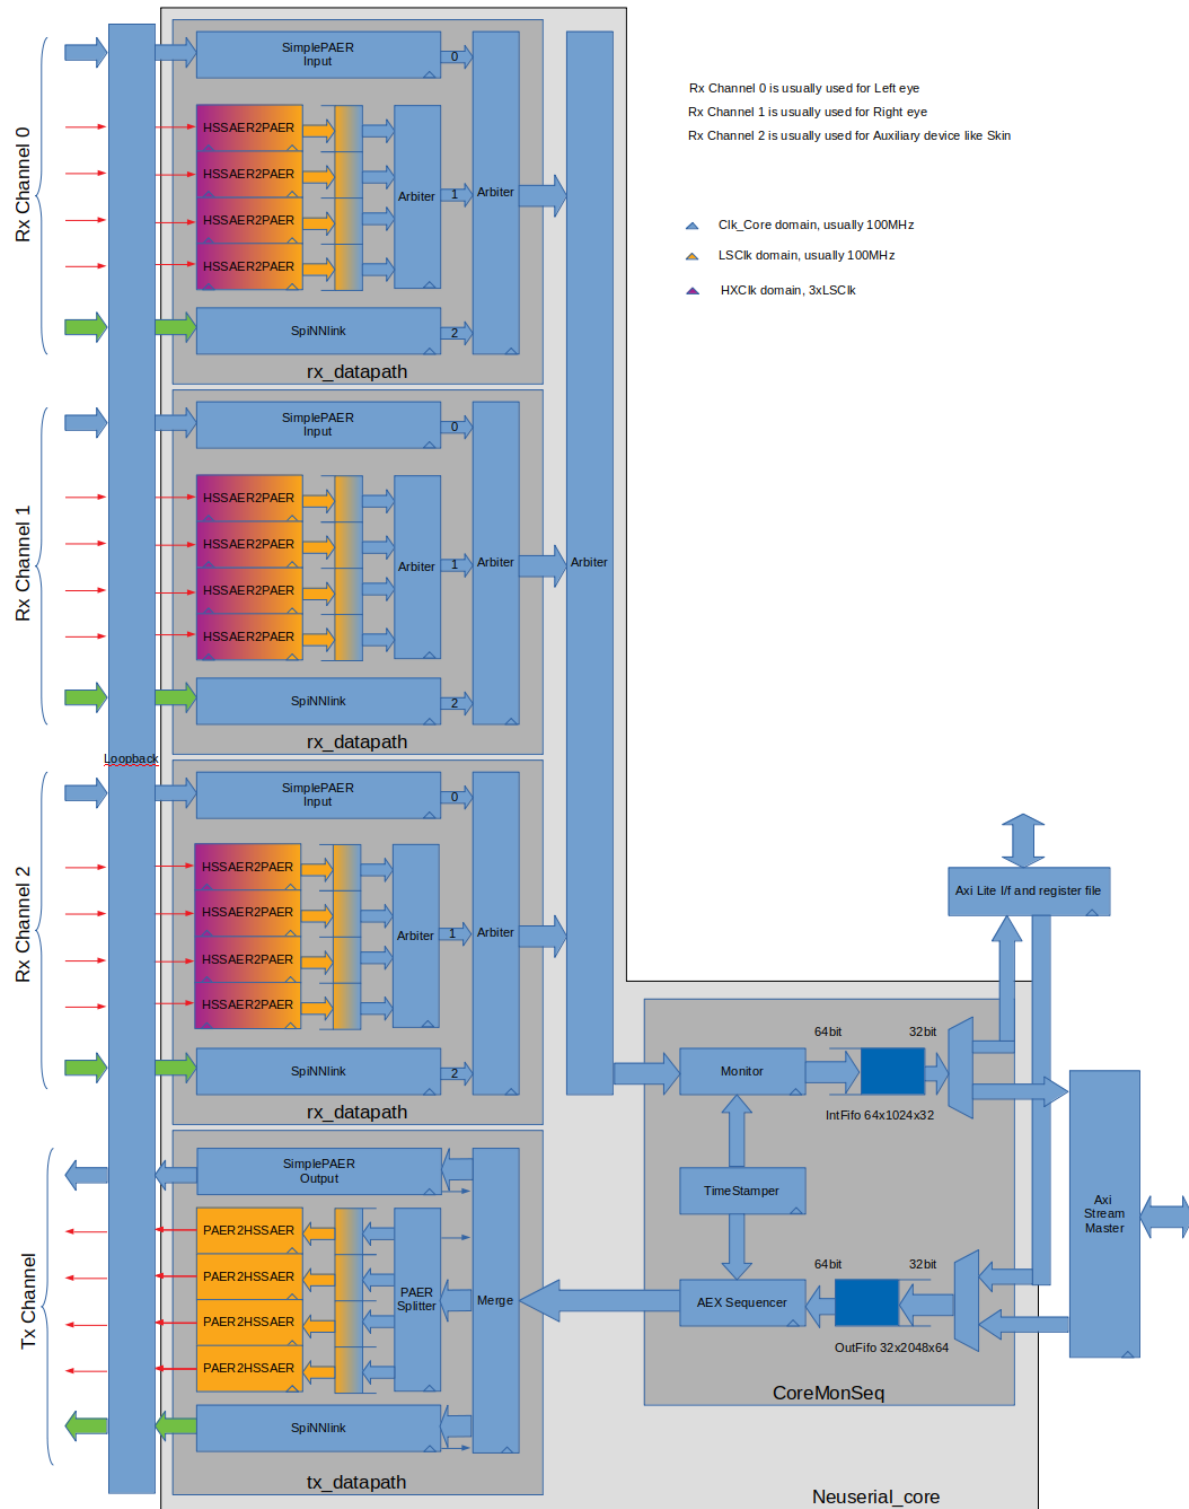 Rx Channel 0
SimplePAER
Input
0
HSSAER2PAER
HSSAER2PAER
HSSAER2PAER
HSSAER2PAER
Arbiter
1
Arbiter
SpiNNlink
2
rx_datapath
Rx Channel 0 is usually used for Left eye
Rx Channel 1 is usually used for Right eye
Rx Channel 2 is usually used for Auxiliary device like Skin
Clk_Core domain, usually 100MHz
LSClk domain, usually 100MHz
HXClk domain, 3xLSClk
Rx Channel 1
SimplePAER
Input
0
HSSAER2PAER
HSSAER2PAER
HSSAER2PAER
HSSAER2PAER
Arbiter
1
Arbiter
Arbiter
SpiNNlink
2
rx_datapath
Loopback
Rx Channel 2
SimplePAER
Input
0
HSSAER2PAER
HSSAER2PAER
HSSAER2PAER
HSSAER2PAER
Arbiter
1
Arbiter
SpiNNlink
2
rx_datapath
Axi Lite I/f and register file
64bit
32bit
Monitor
IntFifo 64x1024x32
TimeStamper
Axi
Stream
Master
64bit
32bit
AEX Sequencer
OutFifo 32x2048x64
CoreMonSeq
Tx Channel
SimplePAER
Output
PAER2HSSAER
PAER2HSSAER
PAER2HSSAER
PAER2HSSAER
PAER
Splitter
Merge
SpiNNlink
tx_datapath
Neuserial_core